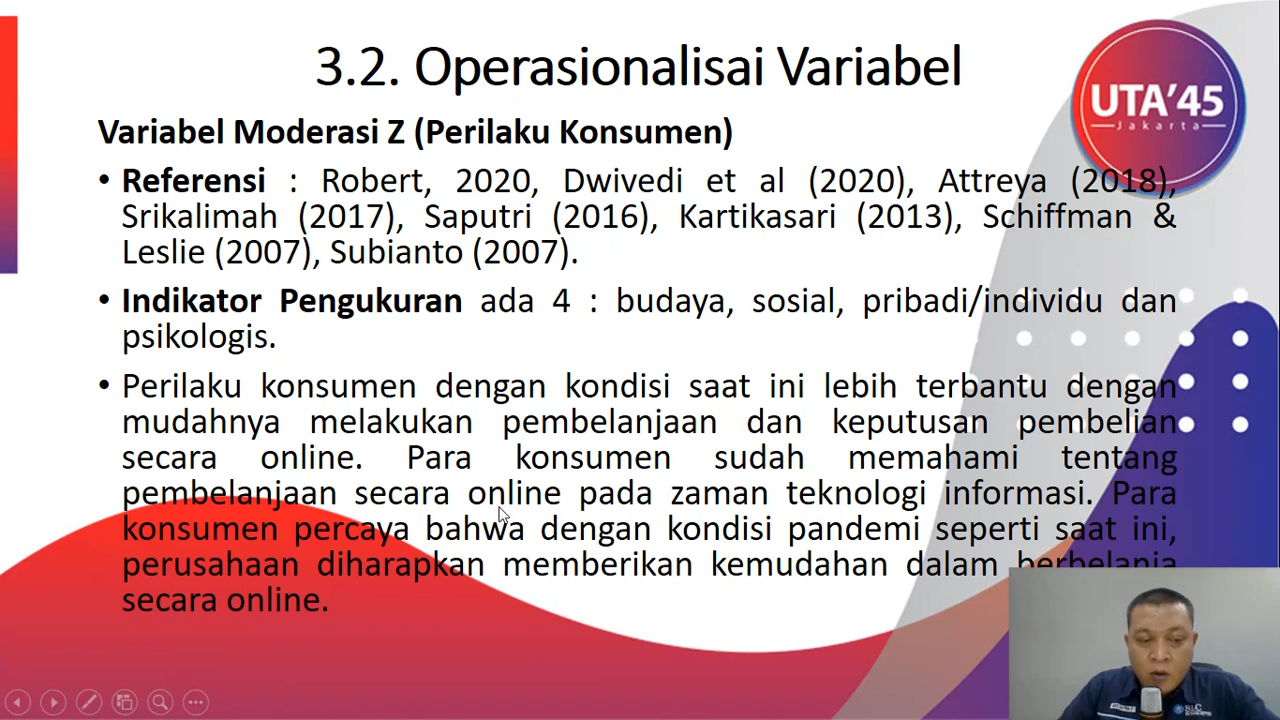 3.2. Operasionalisai Variabel
UTA'45
Jakarta
Variabel Moderasi Z (Perilaku Konsumen)
• Referensi : Robert, 2020, Dwivedi et al (2020), Attreya (2018),
Srikalimah (2017), Saputri (2016), Kartikasari (2013), Schiffman &
Leslie (2007), Subianto (2007).
• Indikator Pengukuran ada 4 : budaya, sosial, pribadi/individu dan
psikologis.
• Perilaku konsumen dengan kondisi saat ini lebih terbantu dengan
mudahnya melakukan pembelanjaan dan keputusan pembelian
secara online. Para konsumen sudah memahami tentang
pembelanjaan secara online pada zaman teknologi informasi. Para
konsumen percaya bahwa dengan kondisi pandemi seperti saat ini,
perusahaan diharapkan memberikan kemudahan dalam berbelanja
secara online.